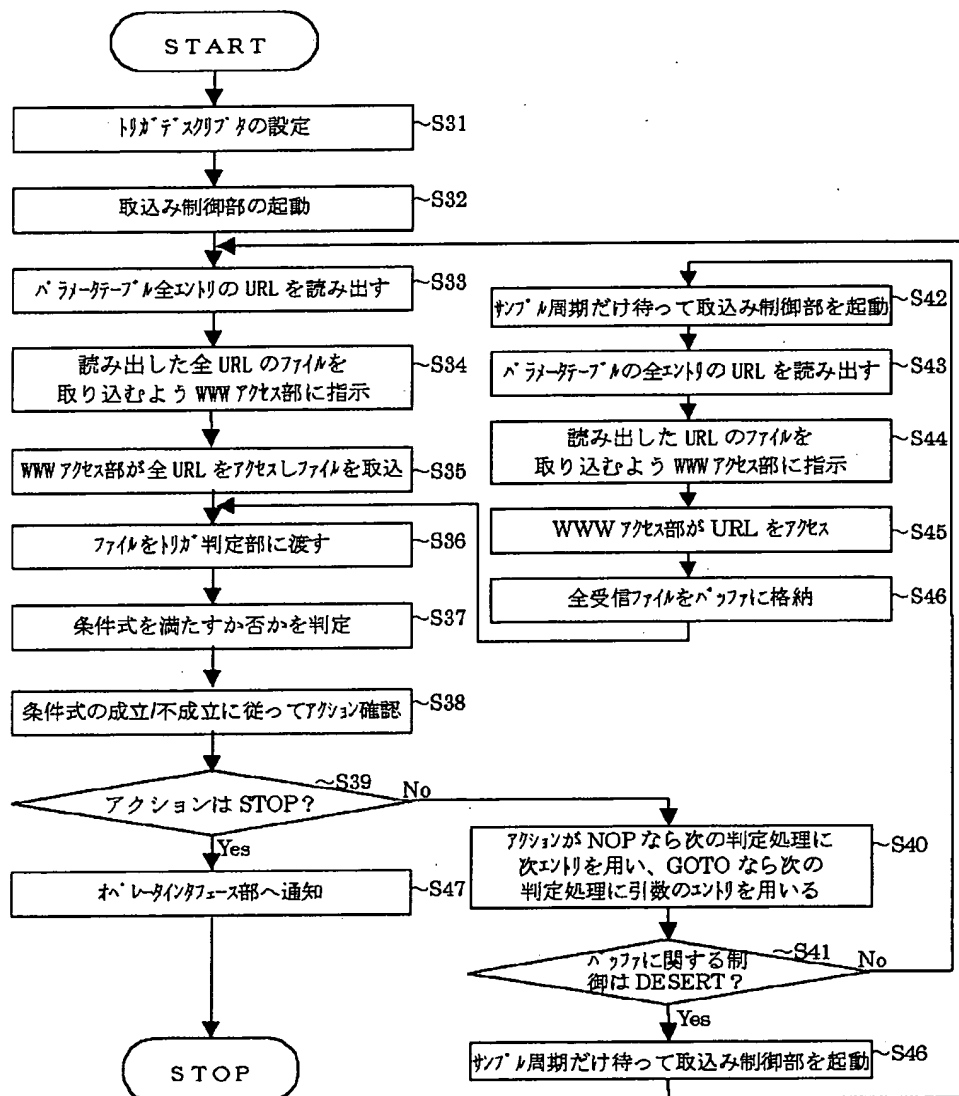 START
トリガデスクリプタの設定
~S31
取込み制御部の起動
~S32
パラメータテーブル全エントリの URL を読み出す
~S33
読み出した全 URL のファイルを
取り込むよう WWW アクセス部に指示
~S34
WWW アクセス部が全 URL をアクセスしファイルを取込
~S35
ファイルをトリガ判定部に渡す
~S36
条件式を満たすか否かを判定
~S37
条件式の成立/不成立に従ってアクション確認
~S38
アクションは STOP？
~S39
No
Yes
オペレータインタフェース部へ通知
~S47
STOP
サンプル周期だけ待って取込み制御部を起動
~S42
パラメータテーブルの全エントリの URL を読み出す
~S43
読み出した URL のファイルを
取り込むよう WWW アクセス部に指示
~S44
WWW アクセス部が URL をアクセス
~S45
全受信ファイルをバッファに格納
~S46
アクションが NOP なら次の判定処理に
次エントリを用い、GOTO なら次の
判定処理に引数のエントリを用いる
~S40
バッファに関する制
御は DESERT？
~S41
No
Yes
サンプル周期だけ待って取込み制御部を起動
~S46